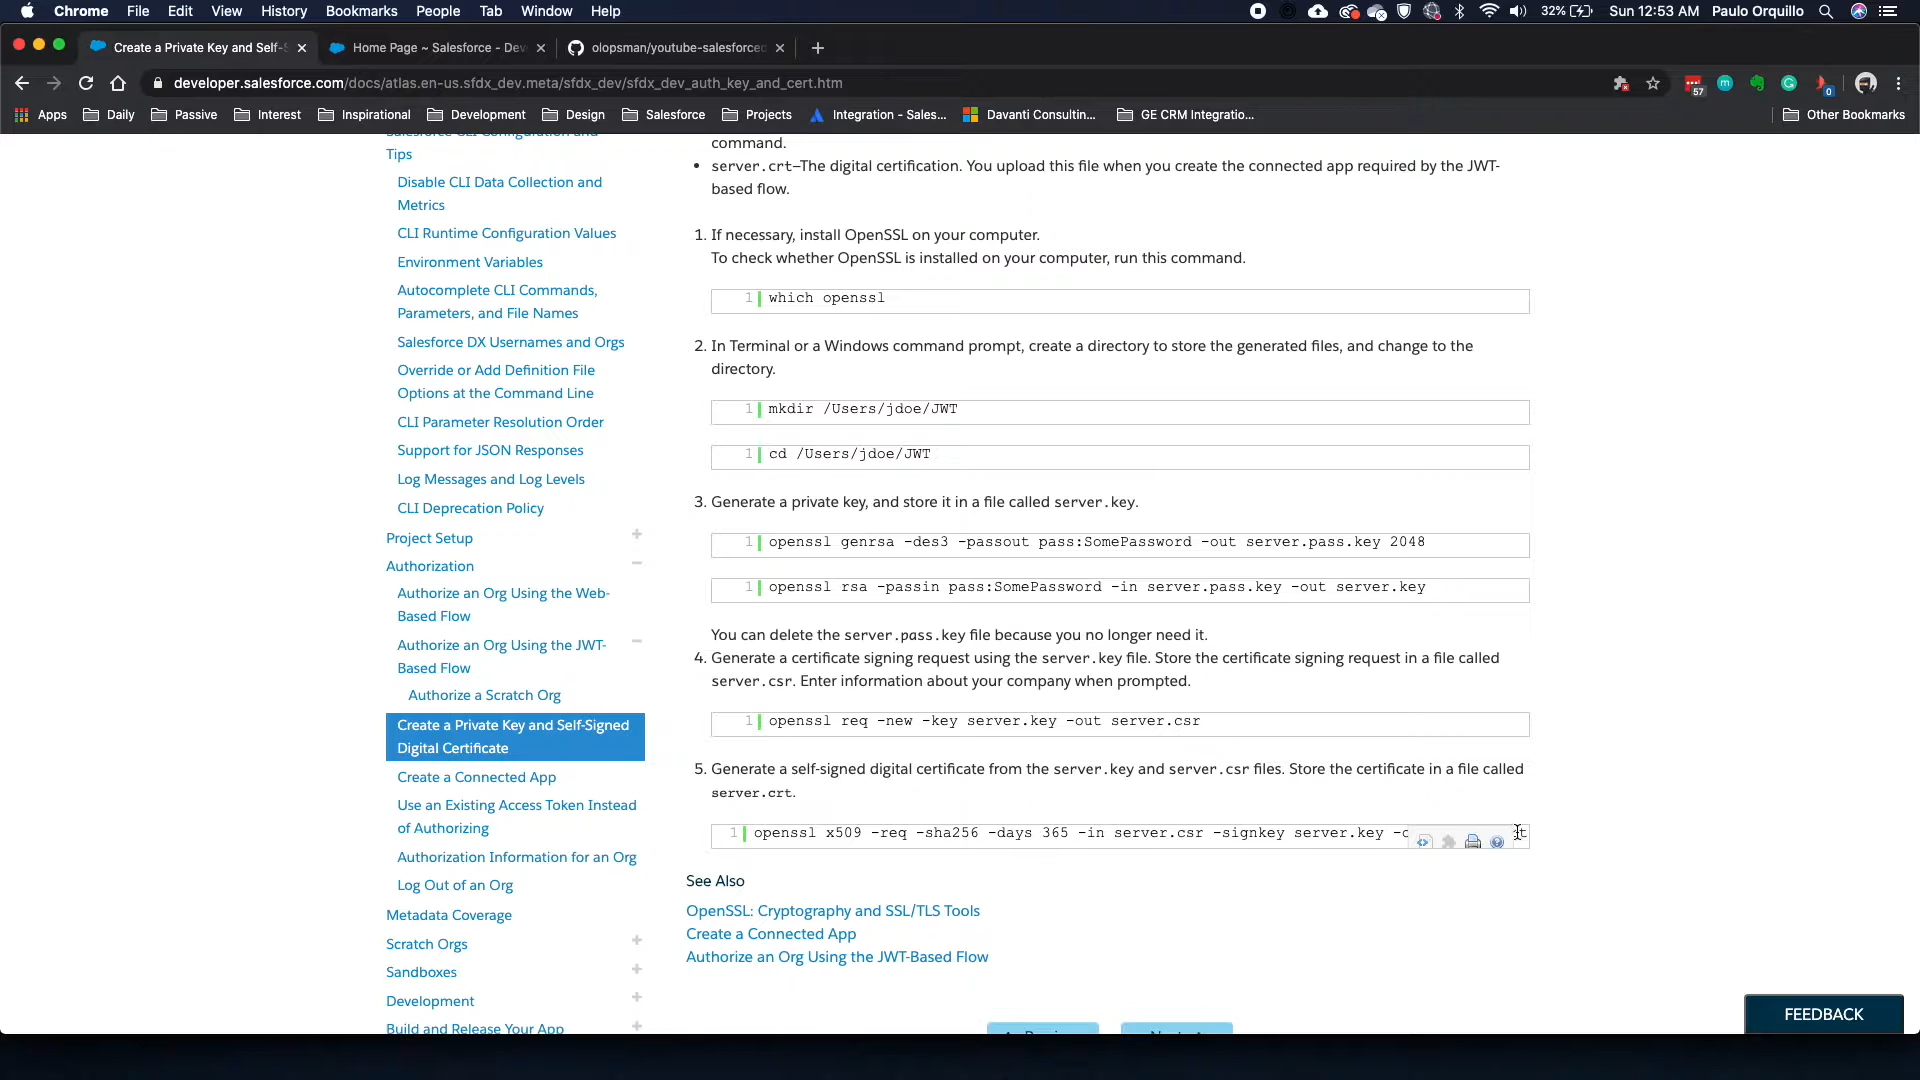 Chrome File Edit View History Bookmarks People Tab Window Help 32% Sun 12:53 AM Paulo Orquillo
Create a Private Key and Self-S Home Page ~ Salesforce - Dev olopsman/youtube-salesforced
developer.salesforce.com/docs/atlas.en-us.sfdx_dev.meta/sfdx_dev/sfdx_dev_auth_key_and_cert.htm 57 m 0
Apps Daily Passive Interest Inspirational Development Design Salesforce Projects Integration - Sales... Davanti Consultin... GE CRM Integratio... Other Bookmarks
Salesforce CLI Configuration and
Tips
Disable CLI Data Collection and
Metrics
CLI Runtime Configuration Values
Environment Variables
Autocomplete CLI Commands,
Parameters, and File Names
Salesforce DX Usernames and Orgs
Override or Add Definition File
Options at the Command Line
CLI Parameter Resolution Order
Support for JSON Responses
Log Messages and Log Levels
CLI Deprecation Policy
Project Setup
Authorization
Authorize an Org Using the Web-
Based Flow
Authorize an Org Using the JWT-
Based Flow
Authorize a Scratch Org
Create a Private Key and Self-Signed
Digital Certificate
Create a Connected App
Use an Existing Access Token Instead
of Authorizing
Authorization Information for an Org
Log Out of an Org
Metadata Coverage
Scratch Orgs
Sandboxes
Development
Build and Release Your App
command.
• server.crt—The digital certification. You upload this file when you create the connected app required by the JWT-
based flow.
1. If necessary, install OpenSSL on your computer.
To check whether OpenSSL is installed on your computer, run this command.
1 which openssl
2. In Terminal or a Windows command prompt, create a directory to store the generated files, and change to the
directory.
1 mkdir /Users/jdoe/JWT
1 cd /Users/jdoe/JWT
3. Generate a private key, and store it in a file called server.key.
1 openssl genrsa -des3 -passout pass:SomePassword -out server.pass.key 2048
1 openssl rsa -passin pass:SomePassword -in server.pass.key -out server.key
You can delete the server.pass.key file because you no longer need it.
4. Generate a certificate signing request using the server.key file. Store the certificate signing request in a file called
server.csr. Enter information about your company when prompted.
1 openssl req -new -key server.key -out server.csr
5. Generate a self-signed digital certificate from the server.key and server.csr files. Store the certificate in a file called
server.crt.
1 openssl x509 -req -sha256 -days 365 -in server.csr -signkey server.key
See Also
OpenSSL: Cryptography and SSL/TLS Tools
Create a Connected App
Authorize an Org Using the JWT-Based Flow
FEEDBACK